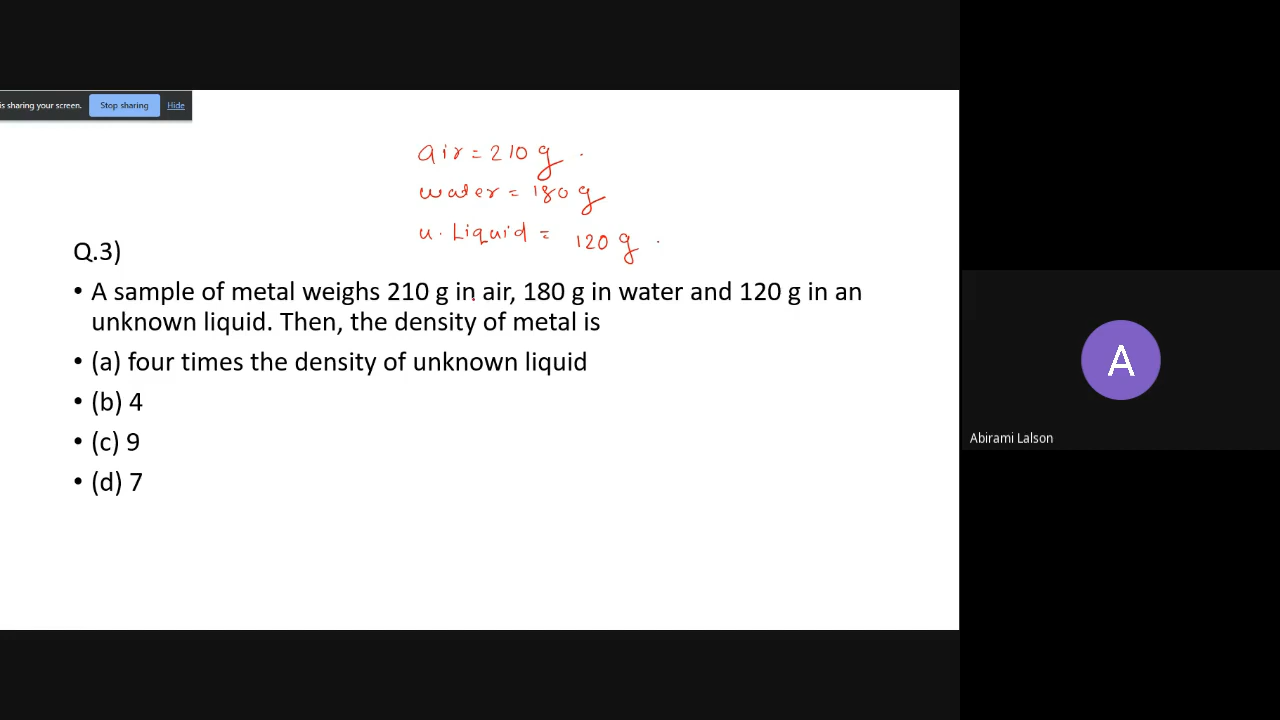 is sharing your screen. Stop sharing Hide
air = 210 g .
water = 180 g
u. Liquid = 120 g .
Q.3)
• A sample of metal weighs 210 g in air, 180 g in water and 120 g in an
unknown liquid. Then, the density of metal is
• (a) four times the density of unknown liquid
• (b) 4
• (c) 9
• (d) 7
A
Abirami Lalson